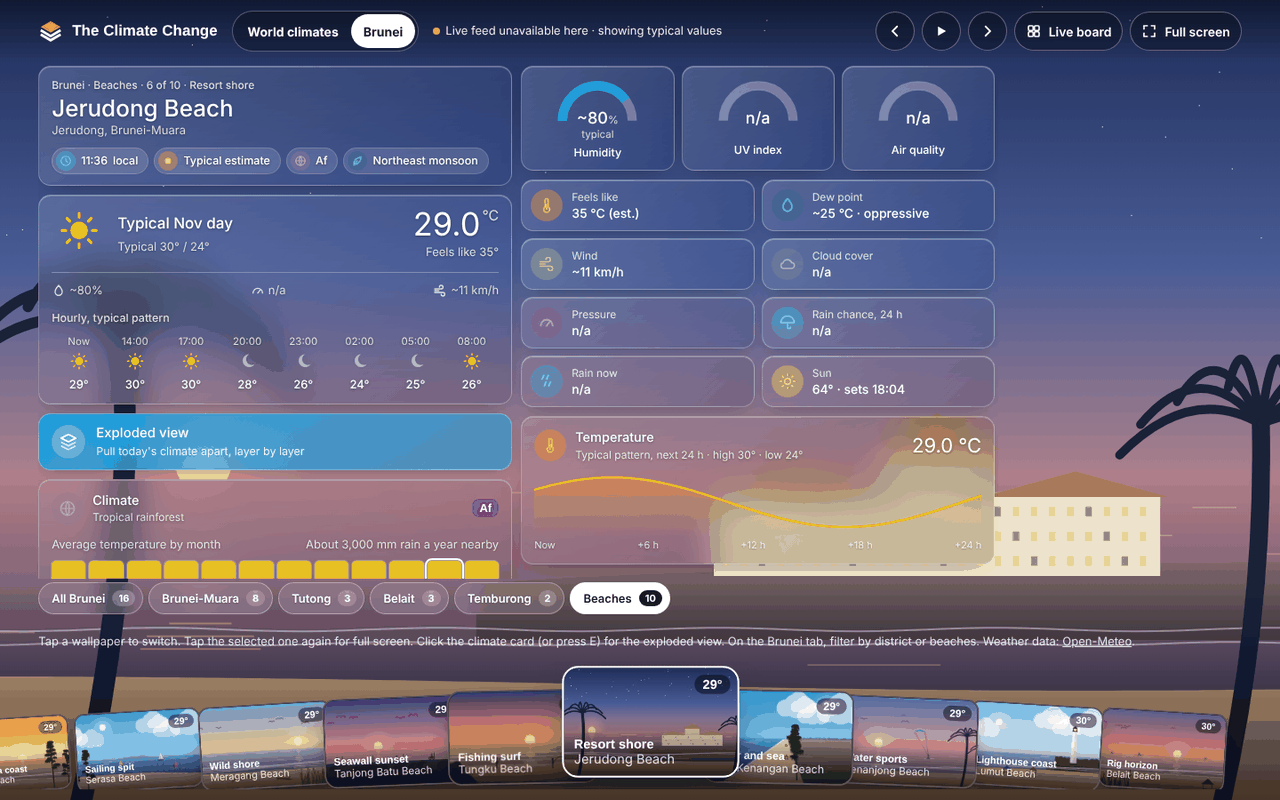 The Climate Change
World climates
Brunei
Live feed unavailable here · showing typical values
Live board
Full screen
Brunei · Beaches · 6 of 10 · Resort shore
Jerudong Beach
Jerudong, Brunei-Muara
11:36 local
Typical estimate
Af
Northeast monsoon
~80%
typical
Humidity
n/a
UV index
n/a
Air quality
Typical Nov day
Typical 30° / 24°
29.0 °C
Feels like 35°
~80%
n/a
~11 km/h
Hourly, typical pattern
Now 14:00 17:00 20:00 23:00 02:00 05:00 08:00
29° 30° 30° 28° 26° 24° 25° 26°
Feels like
35 °C (est.)
Dew point
~25 °C · oppressive
Wind
~11 km/h
Cloud cover
n/a
Pressure
n/a
Rain chance, 24 h
n/a
Rain now
n/a
Sun
64° · sets 18:04
Exploded view
Pull today's climate apart, layer by layer
Climate
Tropical rainforest
Af
Average temperature by month
About 3,000 mm rain a year nearby
Temperature
Typical pattern, next 24 h · high 30° · low 24°
29.0 °C
Now +6 h +12 h +18 h +24 h
All Brunei 16
Brunei-Muara 8
Tutong 3
Belait 3
Temburong 2
Beaches 10
Tap a wallpaper to switch. Tap the selected one again for full screen. Click the climate card (or press E) for the exploded view. On the Brunei tab, filter by district or beaches. Weather data: Open-Meteo.
29°
coast
ach
29°
Sailing spit
Serasa Beach
29°
Wild shore
Meragang Beach
29
Seawall sunset
Tanjong Batu Beach
Fishing surf
Tungku Beach
29°
Resort shore
Jerudong Beach
29°
and sea
Kenangan Beach
29°
ater sports
enanjong Beach
30°
Lighthouse coast
Lumut Beach
30°
Rig horizon
Belait Beach